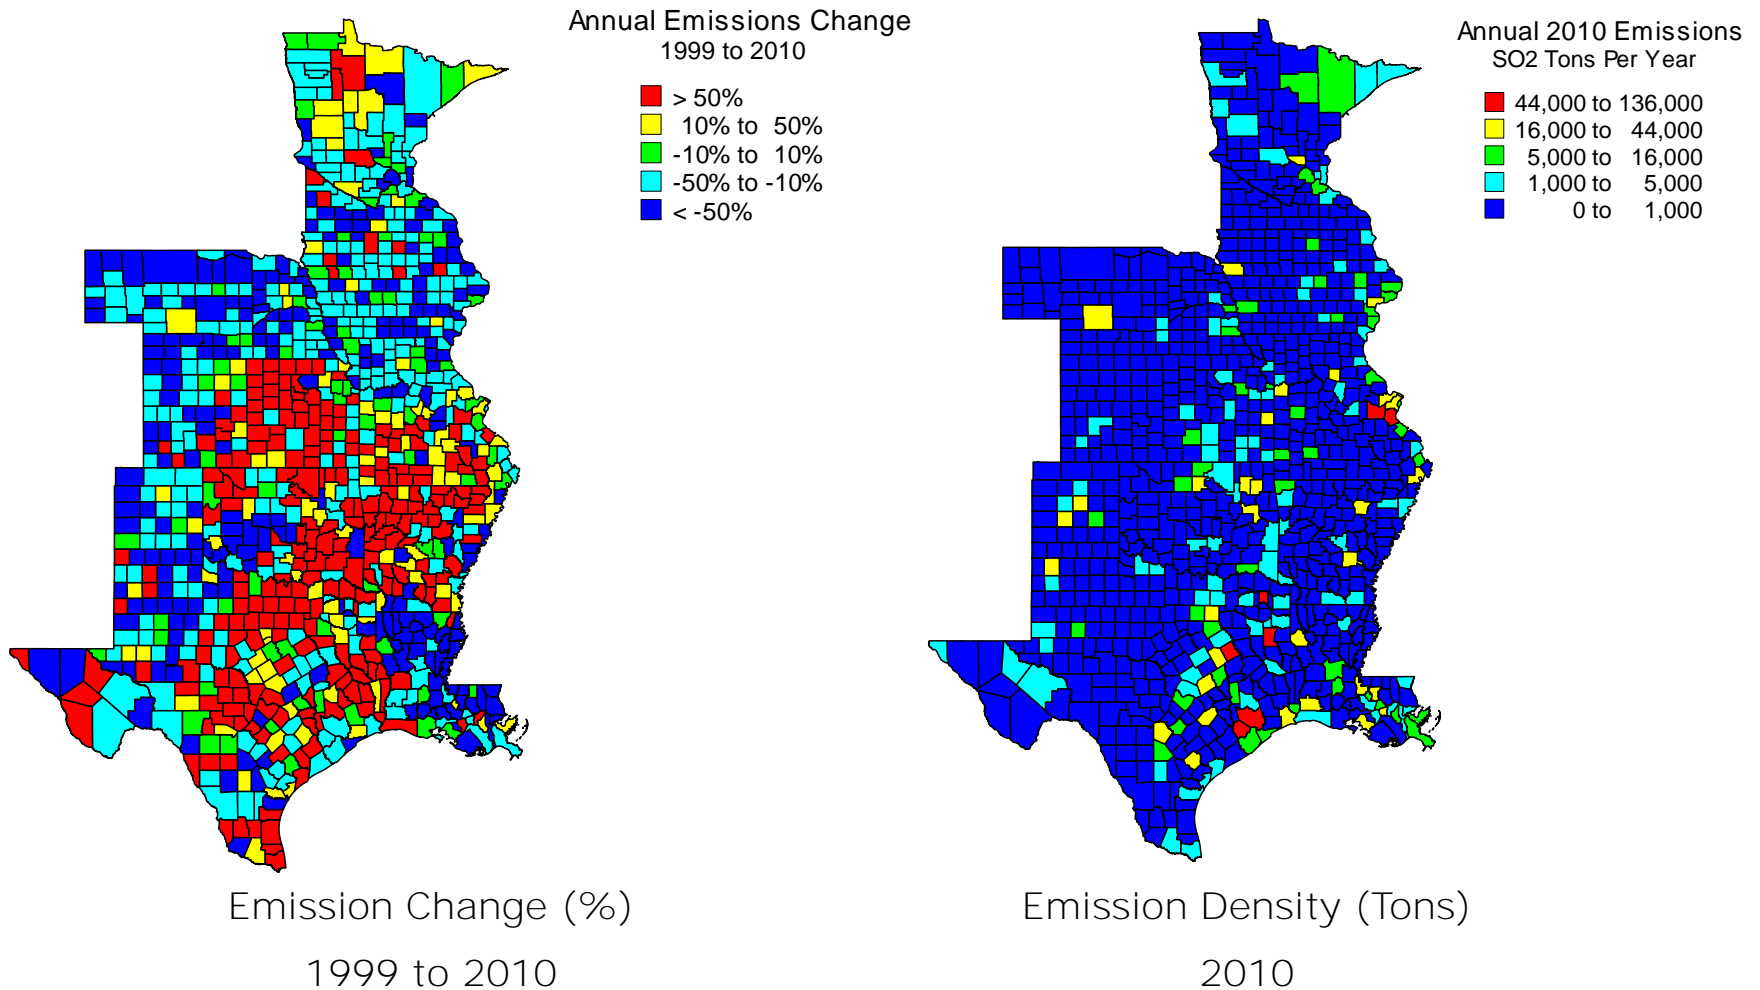 Annual Emissions Change
1999 to 2010
> 50%
10% to 50%
-10% to 10%
-50% to -10%
< -50%
Annual 2010 Emissions
SO2 Tons Per Year
44,000 to 136,000
16,000 to 44,000
5,000 to 16,000
1,000 to 5,000
0 to 1,000
Emission Change (%)
1999 to 2010
Emission Density (Tons)
2010